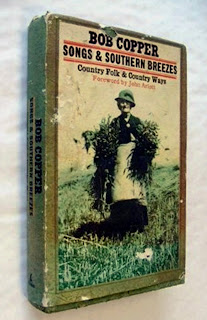 BOB COPPER
SONGS & SOUTHERN BREEZES
Country Folk & Country Ways
Foreword by John Arlott
BOB COPPER
SONGS & SOUTHERN BREEZES